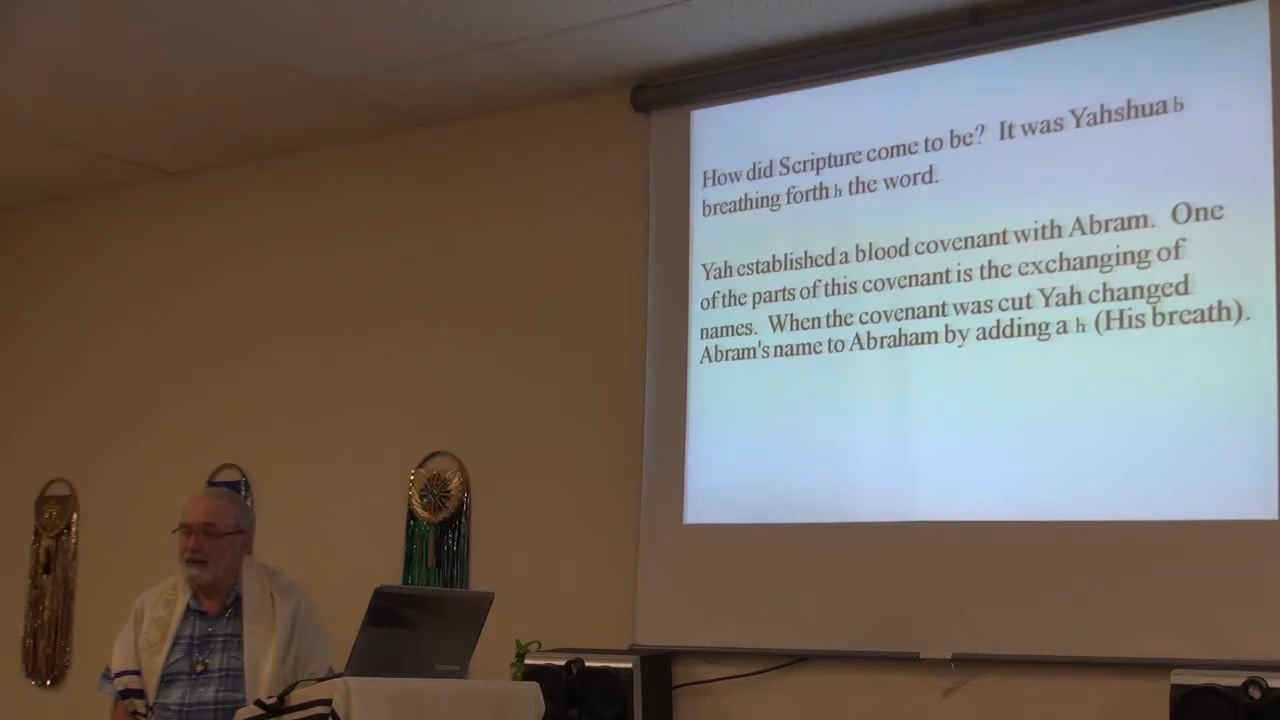 How did Scripture come to be? It was Yahshua b
breathing forth h the word.
Yah established a blood covenant with Abram. One
of the parts of this covenant is the exchanging of
names. When the covenant was cut Yah changed
Abram's name to Abraham by adding a h (His breath).